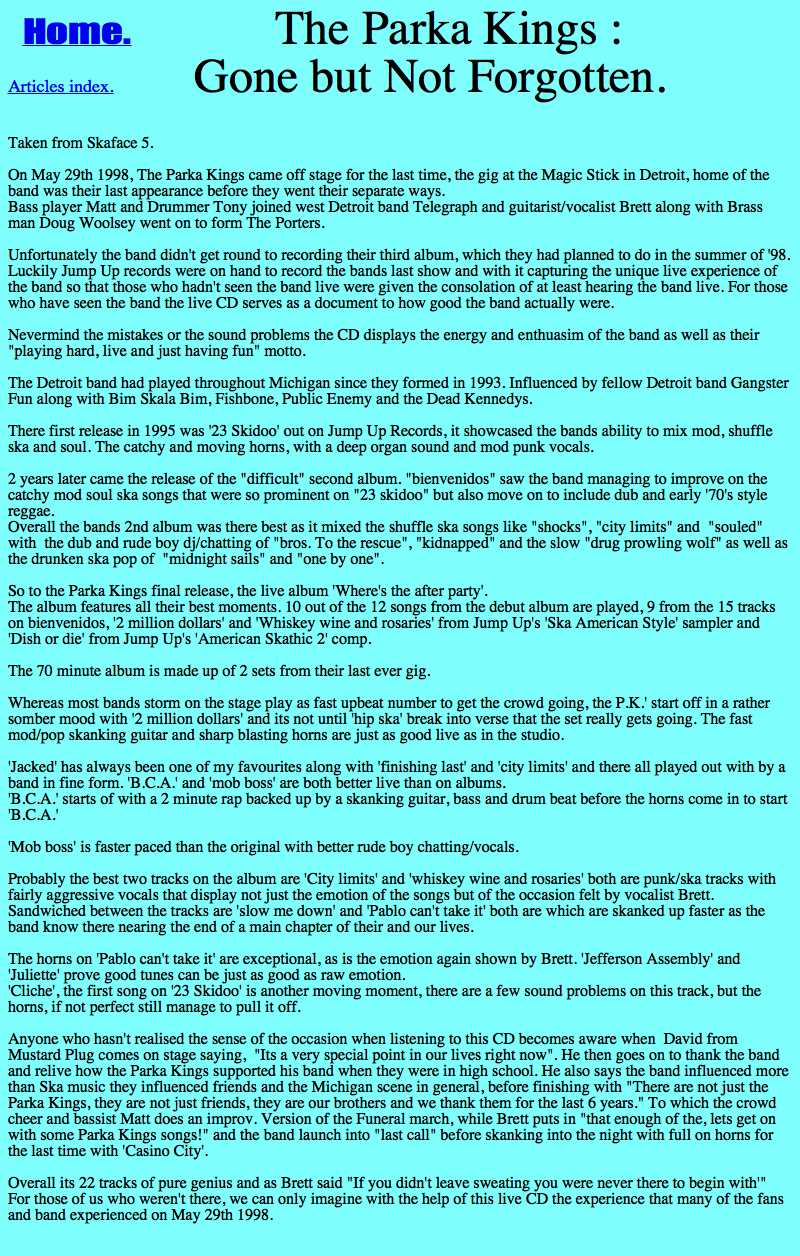 Home.
The Parka Kings :
Gone but Not Forgotten.
Articles index.
Taken from Skaface 5.
On May 29th 1998, The Parka Kings came off stage for the last time, the gig at the Magic Stick in Detroit, home of the
band was their last appearance before they went their separate ways.
Bass player Matt and Drummer Tony joined west Detroit band Telegraph and guitarist/vocalist Brett along with Brass
man Doug Woolsey went on to form The Porters.
Unfortunately the band didn't get round to recording their third album, which they had planned to do in the summer of '98.
Luckily Jump Up records were on hand to record the bands last show and with it capturing the unique live experience of
the band so that those who hadn't seen the band live were given the consolation of at least hearing the band live. For those
who have seen the band the live CD serves as a document to how good the band actually were.
Nevermind the mistakes or the sound problems the CD displays the energy and enthuasim of the band as well as their
"playing hard, live and just having fun" motto.
The Detroit band had played throughout Michigan since they formed in 1993. Influenced by fellow Detroit band Gangster
Fun along with Bim Skala Bim, Fishbone, Public Enemy and the Dead Kennedys.
There first release in 1995 was '23 Skidoo' out on Jump Up Records, it showcased the bands ability to mix mod, shuffle
ska and soul. The catchy and moving horns, with a deep organ sound and mod punk vocals.
2 years later came the release of the "difficult" second album. "bienvenidos" saw the band managing to improve on the
catchy mod soul ska songs that were so prominent on "23 skidoo" but also move on to include dub and early '70's style
reggae.
Overall the bands 2nd album was there best as it mixed the shuffle ska songs like "shocks", "city limits" and "souled"
with the dub and rude boy dj/chatting of "bros. To the rescue", "kidnapped" and the slow "drug prowling wolf" as well as
the drunken ska pop of "midnight sails" and "one by one".
So to the Parka Kings final release, the live album 'Where's the after party'.
The album features all their best moments. 10 out of the 12 songs from the debut album are played, 9 from the 15 tracks
on bienvenidos, '2 million dollars' and 'Whiskey wine and rosaries' from Jump Up's 'Ska American Style' sampler and
'Dish or die' from Jump Up's 'American Skathic 2' comp.
The 70 minute album is made up of 2 sets from their last ever gig.
Whereas most bands storm on the stage play as fast upbeat number to get the crowd going, the P.K.' start off in a rather
somber mood with '2 million dollars' and its not until 'hip ska' break into verse that the set really gets going. The fast
mod/pop skanking guitar and sharp blasting horns are just as good live as in the studio.
'Jacked' has always been one of my favourites along with 'finishing last' and 'city limits' and there all played out with by a
band in fine form. 'B.C.A.' and 'mob boss' are both better live than on albums.
'B.C.A.' starts of with a 2 minute rap backed up by a skanking guitar, bass and drum beat before the horns come in to start
'B.C.A.'
'Mob boss' is faster paced than the original with better rude boy chatting/vocals.
Probably the best two tracks on the album are 'City limits' and 'whiskey wine and rosaries' both are punk/ska tracks with
fairly aggressive vocals that display not just the emotion of the songs but of the occasion felt by vocalist Brett.
Sandwiched between the tracks are 'slow me down' and 'Pablo can't take it' both are which are skanked up faster as the
band know there nearing the end of a main chapter of their and our lives.
The horns on 'Pablo can't take it' are exceptional, as is the emotion again shown by Brett. 'Jefferson Assembly' and
'Juliette' prove good tunes can be just as good as raw emotion.
'Cliche', the first song on '23 Skidoo' is another moving moment, there are a few sound problems on this track, but the
horns, if not perfect still manage to pull it off.
Anyone who hasn't realised the sense of the occasion when listening to this CD becomes aware when David from
Mustard Plug comes on stage saying, "Its a very special point in our lives right now". He then goes on to thank the band
and relive how the Parka Kings supported his band when they were in high school. He also says the band influenced more
than Ska music they influenced friends and the Michigan scene in general, before finishing with "There are not just the
Parka Kings, they are not just friends, they are our brothers and we thank them for the last 6 years." To which the crowd
cheer and bassist Matt does an improv. Version of the Funeral march, while Brett puts in "that enough of the, lets get on
with some Parka Kings songs!" and the band launch into "last call" before skanking into the night with full on horns for
the last time with 'Casino City'.
Overall its 22 tracks of pure genius and as Brett said "If you didn't leave sweating you were never there to begin with'"
For those of us who weren't there, we can only imagine with the help of this live CD the experience that many of the fans
and band experienced on May 29th 1998.